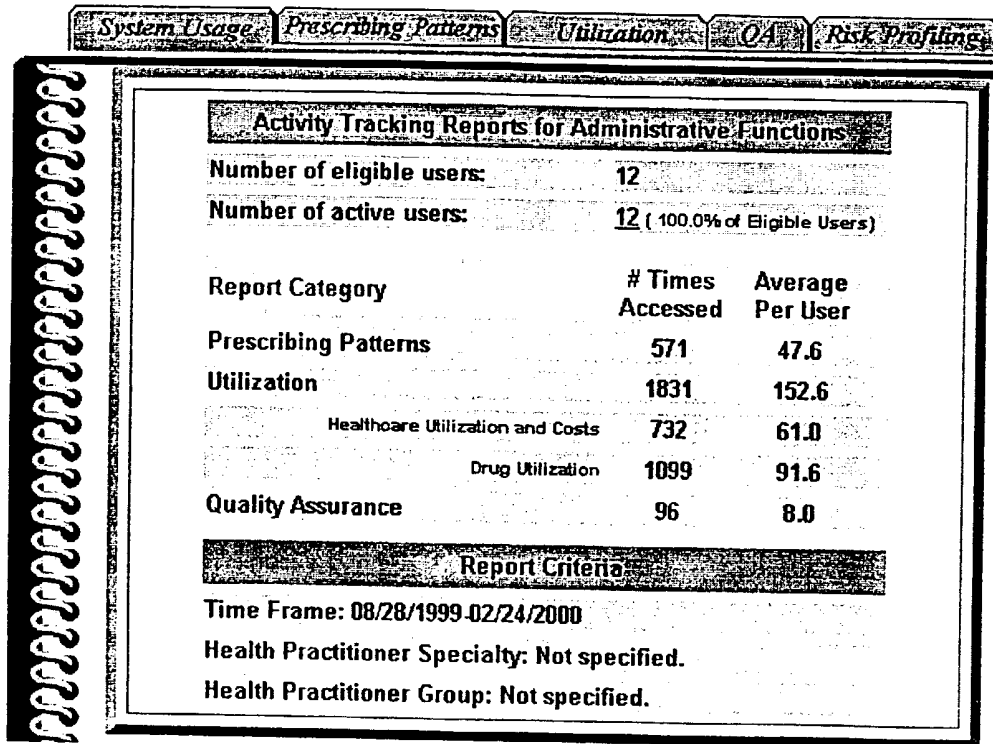 System Usage Prescribing Patterns Utilization QA Risk Profiling
Activity Tracking Reports for Administrative Functions
Number of eligible users: 12
Number of active users: 12 ( 100.0% of Eligible Users)
Report Category # Times Accessed Average Per User
Prescribing Patterns 571 47.6
Utilization 1831 152.6
Healthcare Utilization and Costs 732 61.0
Drug Utilization 1099 91.6
Quality Assurance 96 8.0
Report Criteria
Time Frame: 08/28/1999-02/24/2000
Health Practitioner Specialty: Not specified.
Health Practitioner Group: Not specified.